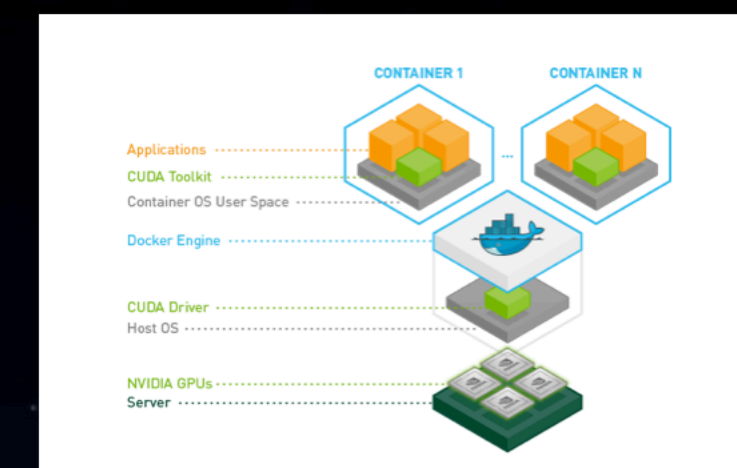 CONTAINER 1
CONTAINER N
Applications
...
CUDA Toolkit
Container OS User Space
Docker Engine
CUDA Driver
Host OS
NVIDIA GPUs
Server